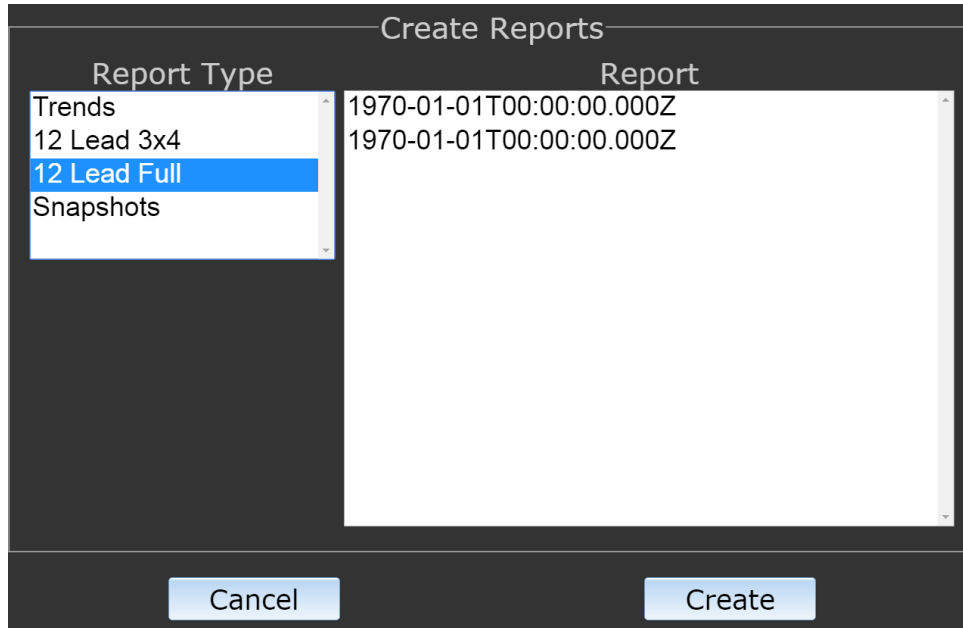 Create Reports
Report Type
Trends
12 Lead 3x4
12 Lead Full
Snapshots
Report
1970-01-01T00:00:00.000Z
1970-01-01T00:00:00.000Z
Cancel
Create